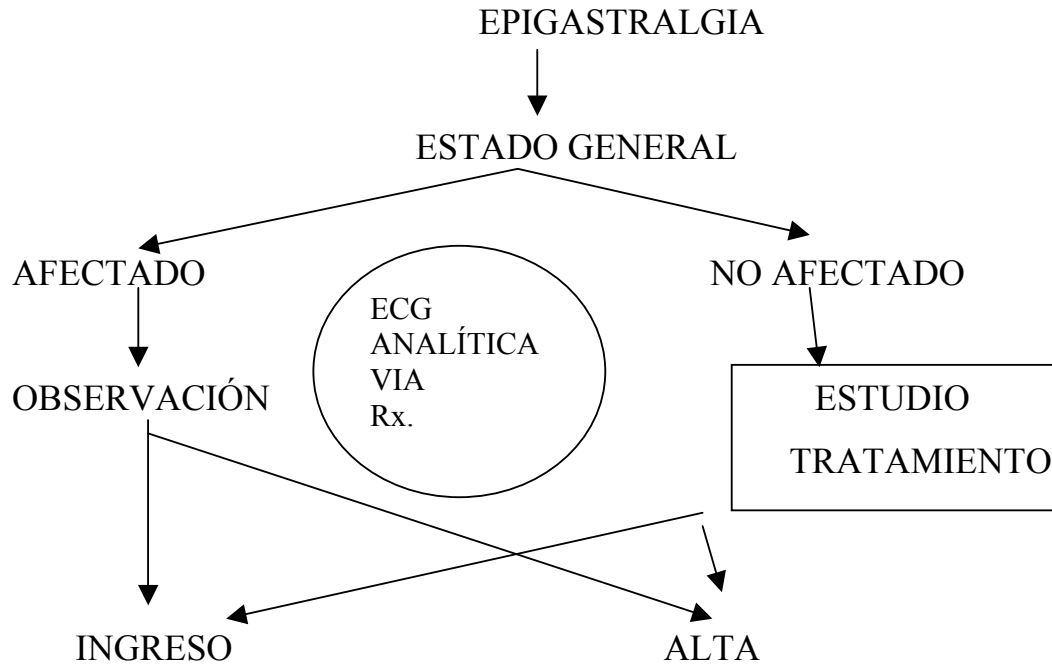 EPIGASTRALGIA
ESTADO GENERAL
AFECTADO
NO AFECTADO
ECG
ANALÍTICA
VIA
Rx.
OBSERVACIÓN
ESTUDIO
TRATAMIENTO
INGRESO
ALTA